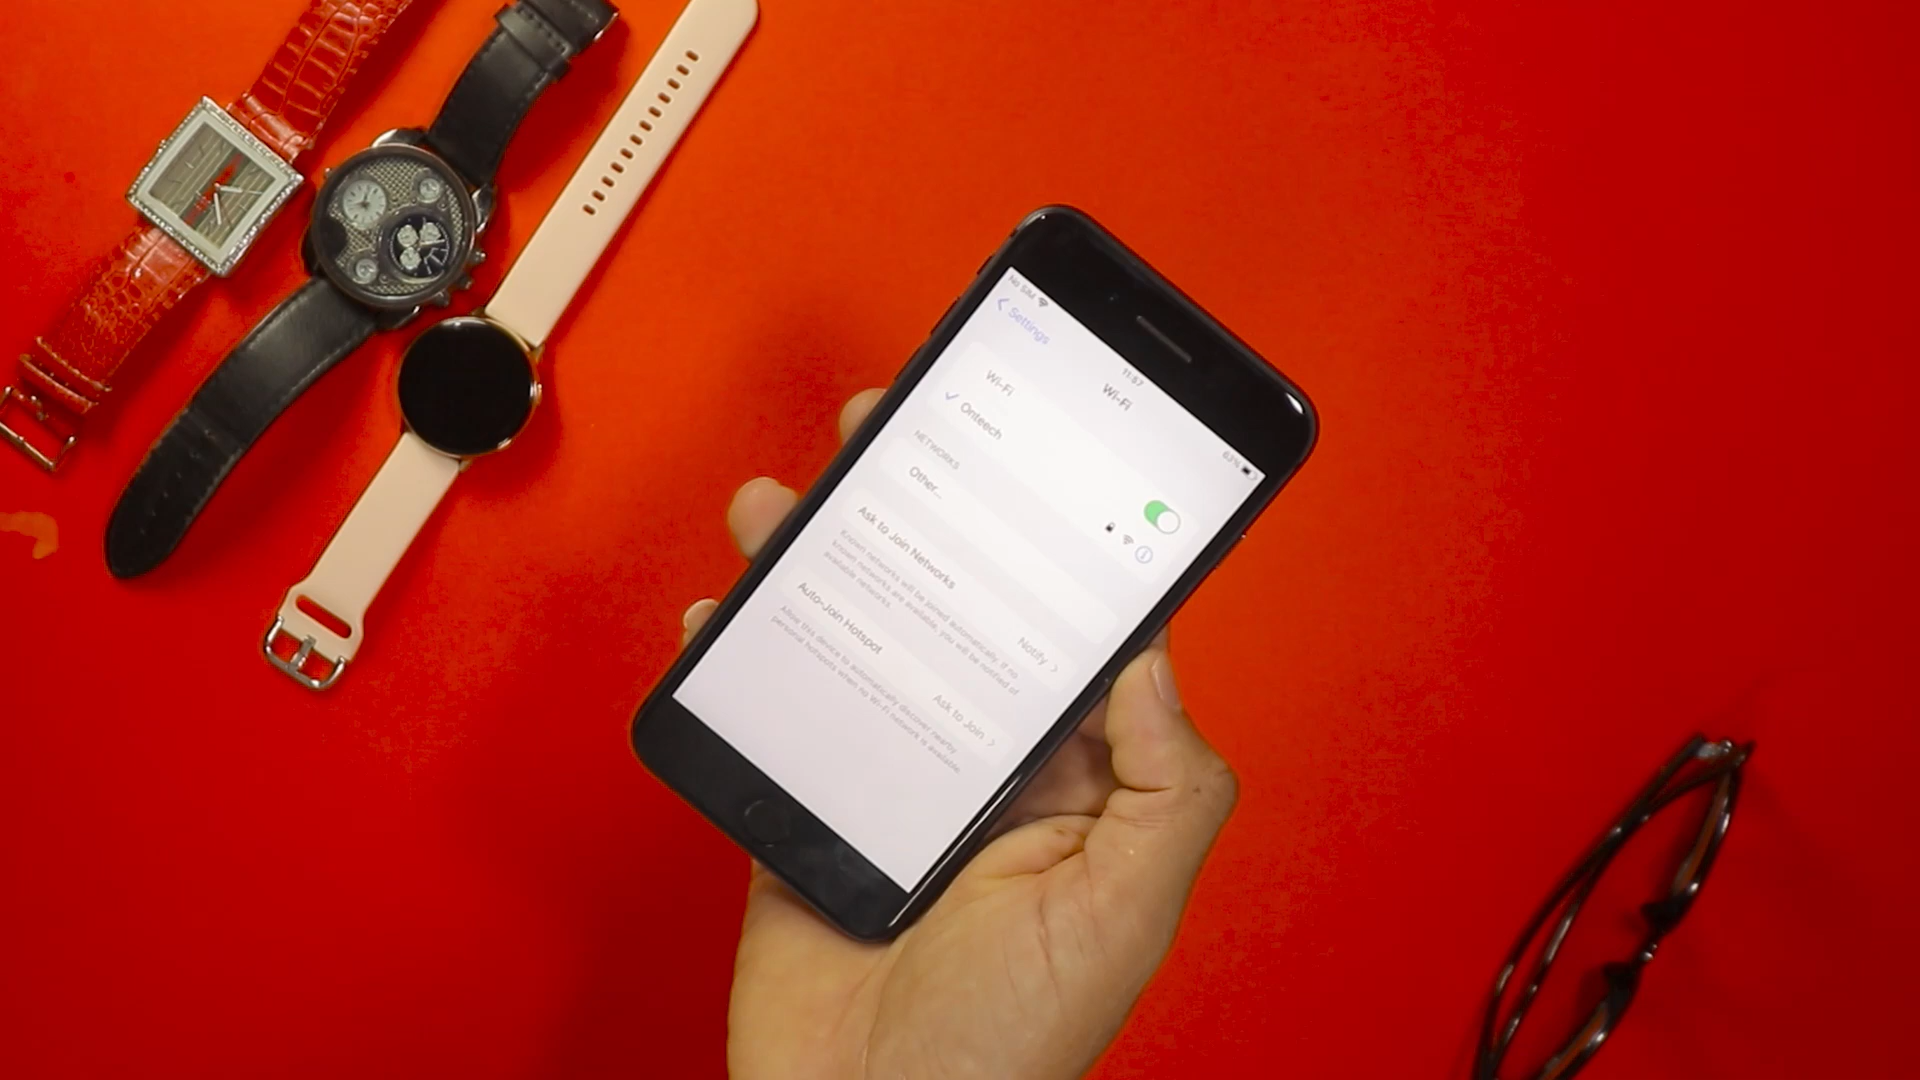 No SIM
11:57
63%
Settings
Wi-Fi
Wi-Fi
Onteech
NETWORKS
Other...
Ask to Join Networks
Notify
Known networks will be joined automatically. If no
known networks are available, you will be notified of
available networks.
Auto-Join Hotspot
Ask to Join
Allow this device to automatically discover nearby
personal hotspots when no Wi-Fi network is available.